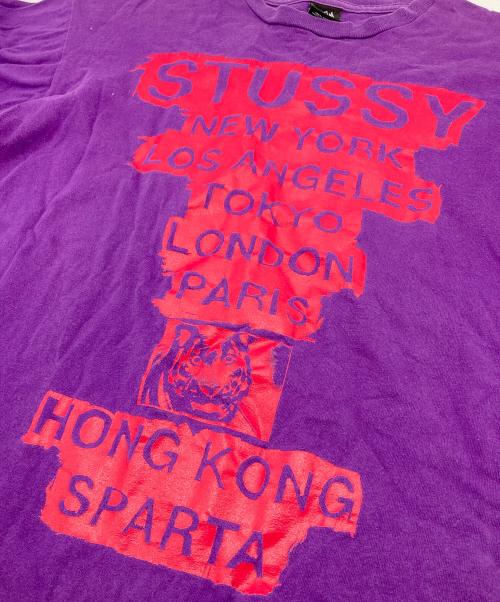 STUSSY
NEW YORK
LOS ANGELES
TOKYO
LONDON
PARIS
HONG KONG
SPARTA